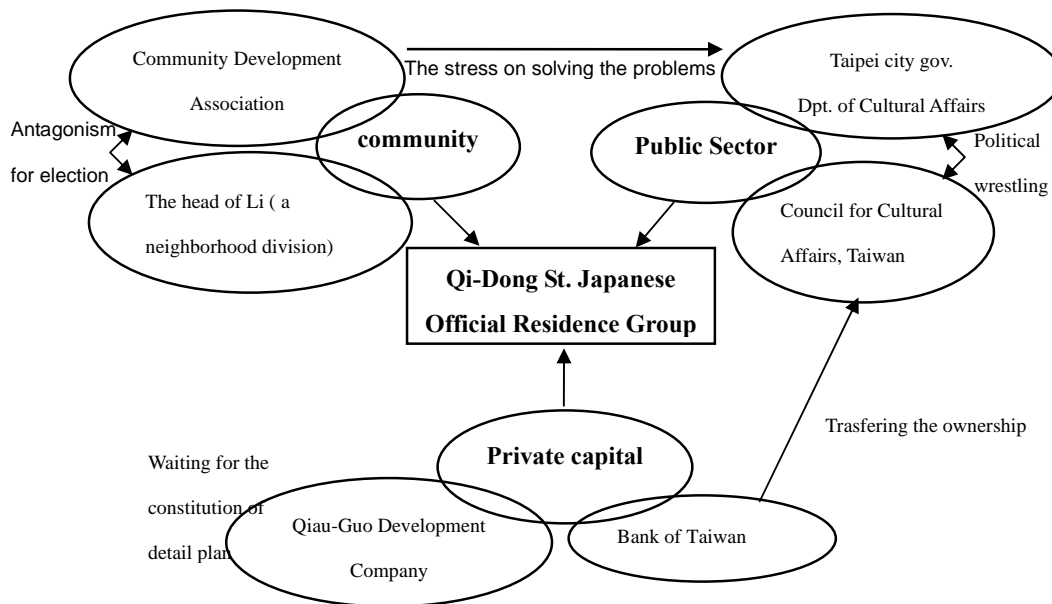 Community Development
Association
The stress on solving the problems
Taipei city gov.
Dpt. of Cultural Affairs
Antagonism
for election
community
Public Sector
Political
wrestling
The head of Li ( a
neighborhood division)
Council for Cultural
Affairs, Taiwan
Qi-Dong St. Japanese
Official Residence Group
Trasfering the ownership
Private capital
Waiting for the
constitution of
detail plan
Qiau-Guo Development
Company
Bank of Taiwan